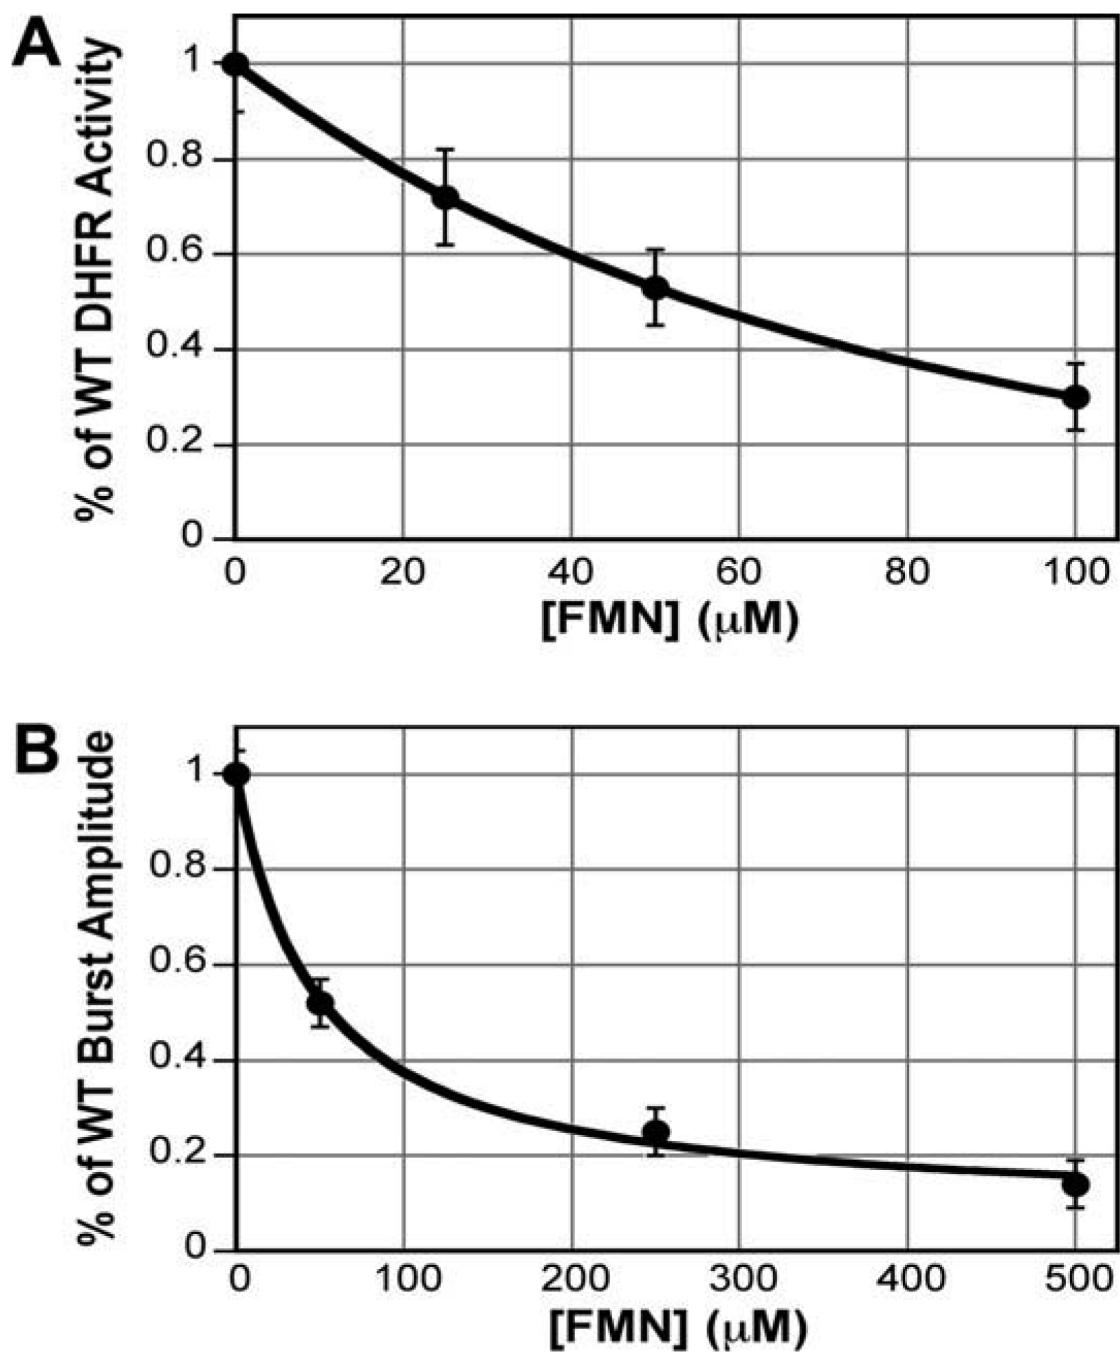 A
% of WT DHFR Activity
1
0.8
0.6
0.4
0.2
0
0 20 40 60 80 100
[FMN] (μM)
B
% of WT Burst Amplitude
1
0.8
0.6
0.4
0.2
0
0 100 200 300 400 500
[FMN] (μM)